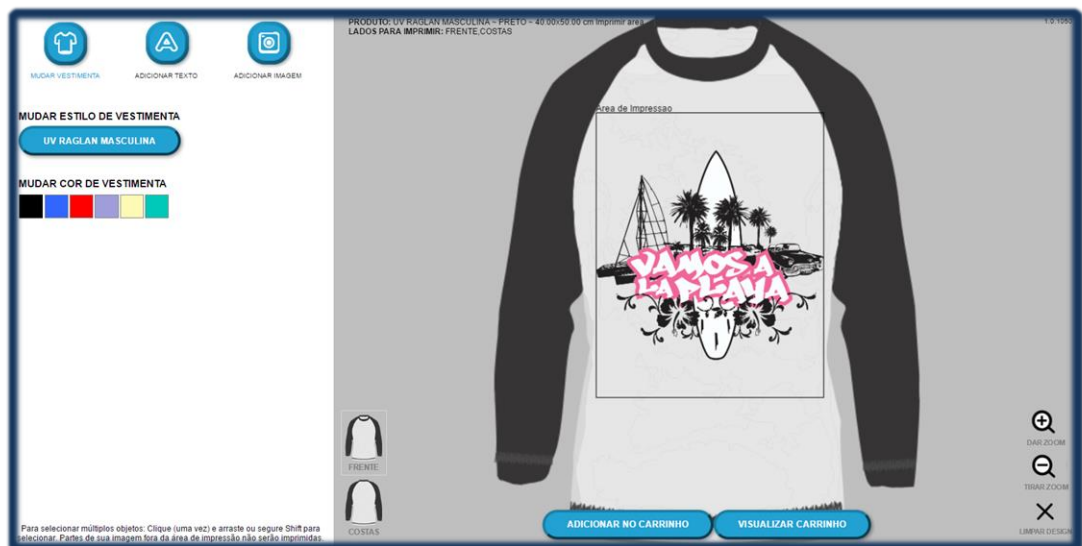 PRODUTO: UV RAGLAN MASCULINA ~ PRETO ~ 40.00x50.00 cm Imprimir area
LADOS PARA IMPRIMIR: FRENTE,COSTAS
MUDAR VESTIMENTA
ADICIONAR TEXTO
ADICIONAR IMAGEM
MUDAR ESTILO DE VESTIMENTA
UV RAGLAN MASCULINA
MUDAR COR DE VESTIMENTA
Para selecionar múltiplos objetos: Clique (uma vez) e arraste ou segure Shift para
selecionar. Partes de sua imagem fora da área de impressão não serão imprimidas.
Area de Impressao
VAMOS A
LA PLAYA
FRENTE
COSTAS
ADICIONAR NO CARRINHO
VISUALIZAR CARRINHO
DAR ZOOM
TIRAR ZOOM
LIMPAR DESIGN